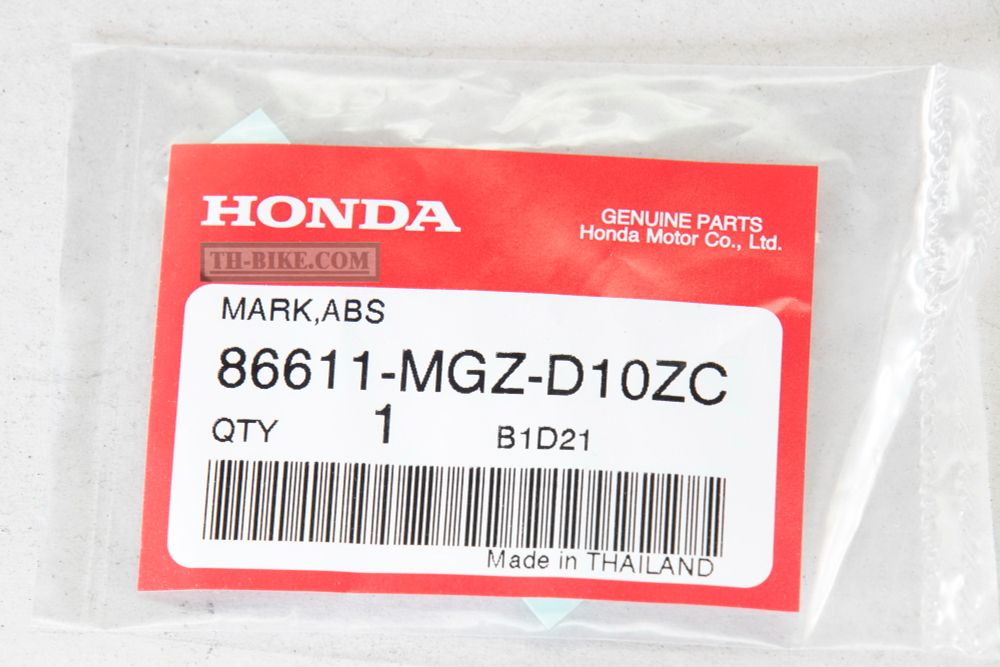 HONDA
GENUINE PARTS
Honda Motor Co., Ltd.
TH-BIKE.COM
MARK,ABS
86611-MGZ-D10ZC
QTY 1 B1D21
Made in THAILAND